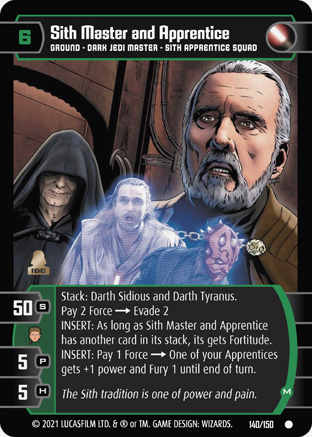 6
Sith Master and Apprentice
GROUND - DARK JEDI MASTER - SITH APPRENTICE SQUAD
IDC
50 S
5 P
5 H
Stack: Darth Sidious and Darth Tyranus.
Pay 2 Force → Evade 2
INSERT: As long as Sith Master and Apprentice
has another card in its stack, its gets Fortitude.
INSERT: Pay 1 Force → One of your Apprentices
gets +1 power and Fury 1 until end of turn.
The Sith tradition is one of power and pain.
M
© 2021 LUCASFILM LTD. & ® OR TM. GAME DESIGN: WIZARDS. 140/150